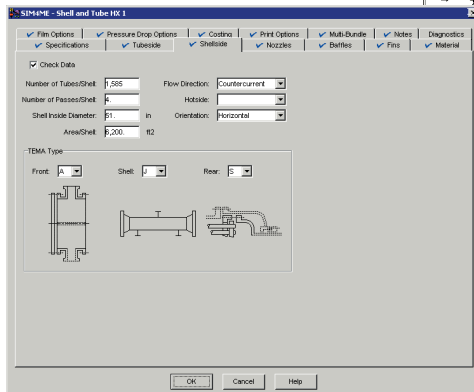 SIM4ME - Shell and Tube HX 1
Film Options Pressure Drop Options Costing Print Options Multi-Bundle Notes Diagnostics
Specifications Tubeside Shellside Nozzles Baffles Fins Material
Check Data
Number of Tubes/Shell: 1,585 Flow Direction: Countercurrent
Number of Passes/Shell: 4. Hotside:
Shell Inside Diameter: 51. in Orientation: Horizontal
Area/Shell: 6,200. ft2
TEMA Type
Front: A Shell: J Rear: S
OK Cancel Help